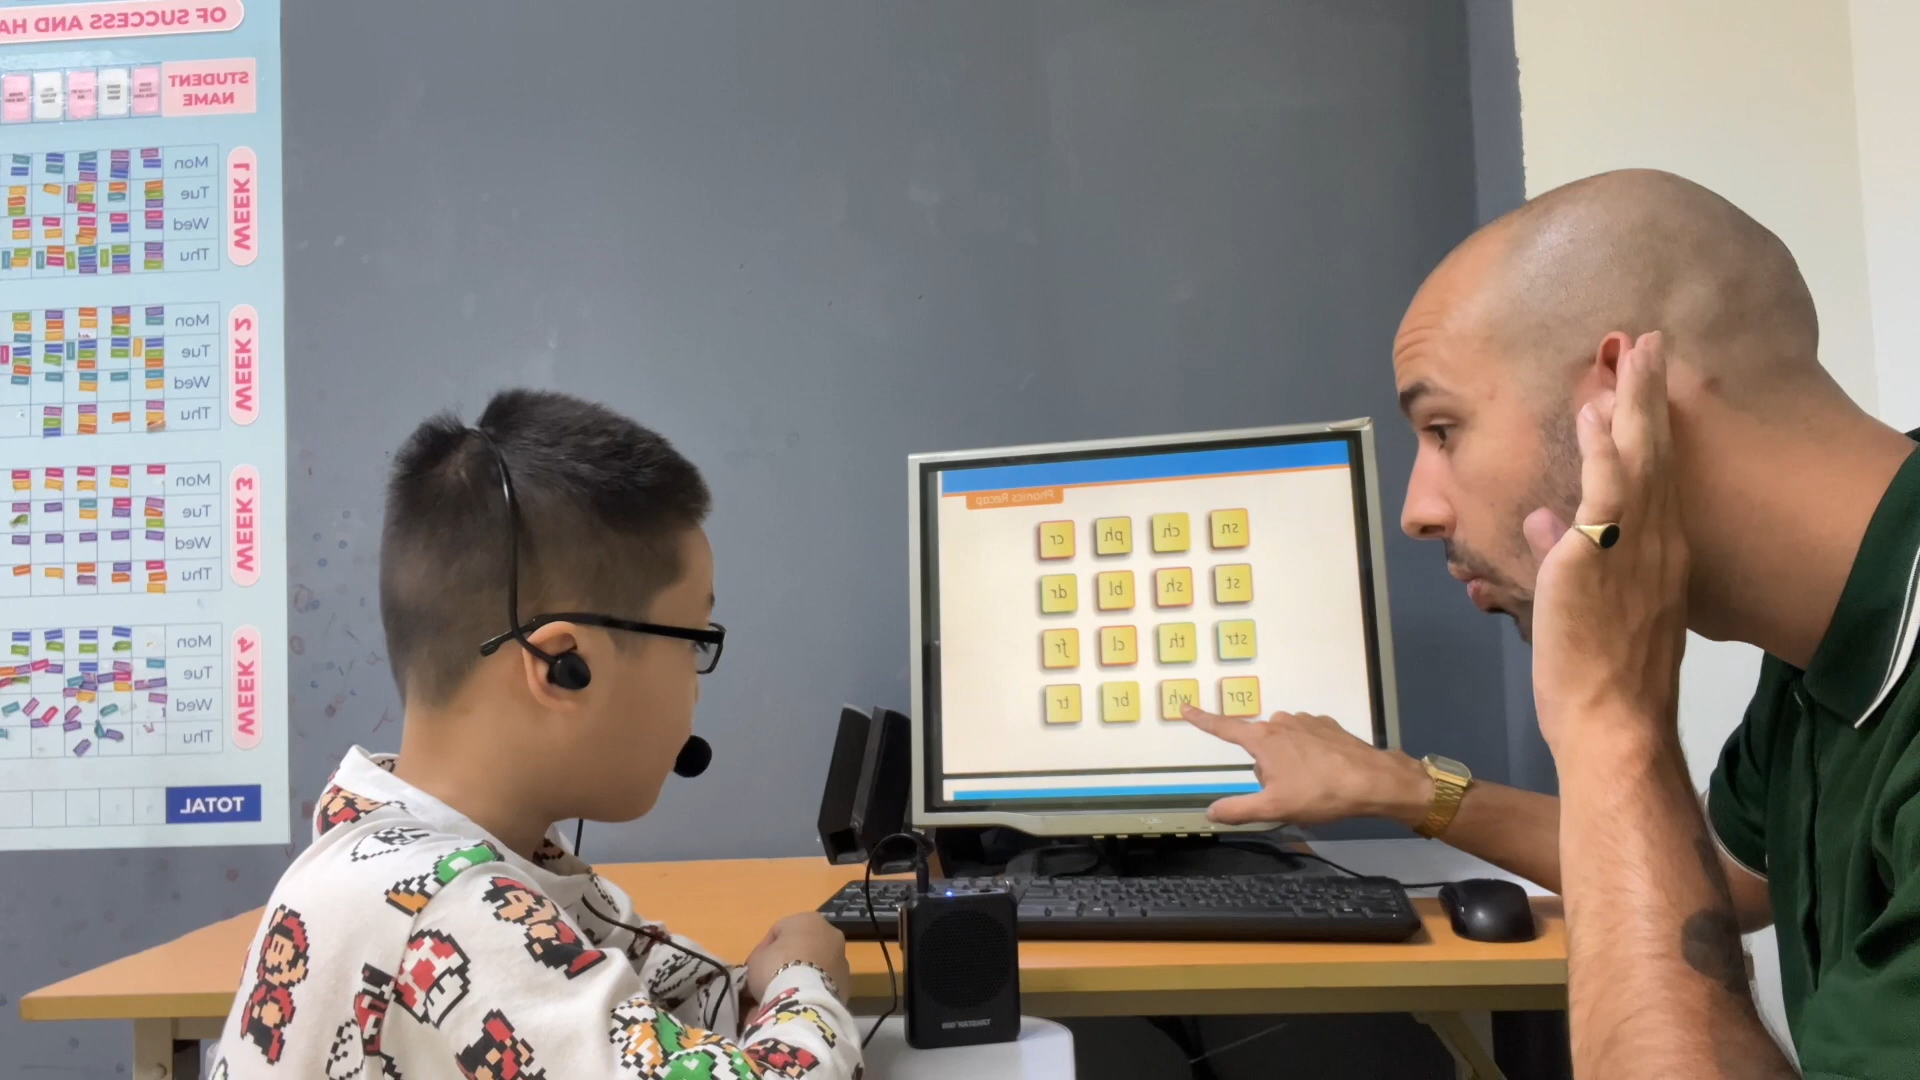 OF SUCCESS AND HA
STUDENT
NAME
WEEK 1
Mon
Tue
Wed
Thu
WEEK 2
Mon
Tue
Wed
Thu
WEEK 3
Mon
Tue
Wed
Thu
WEEK 4
Mon
Tue
Wed
Thu
TOTAL
Phonics Recap
sn ch ph cr
st sh bl dr
str th cl fr
spr wh br tr